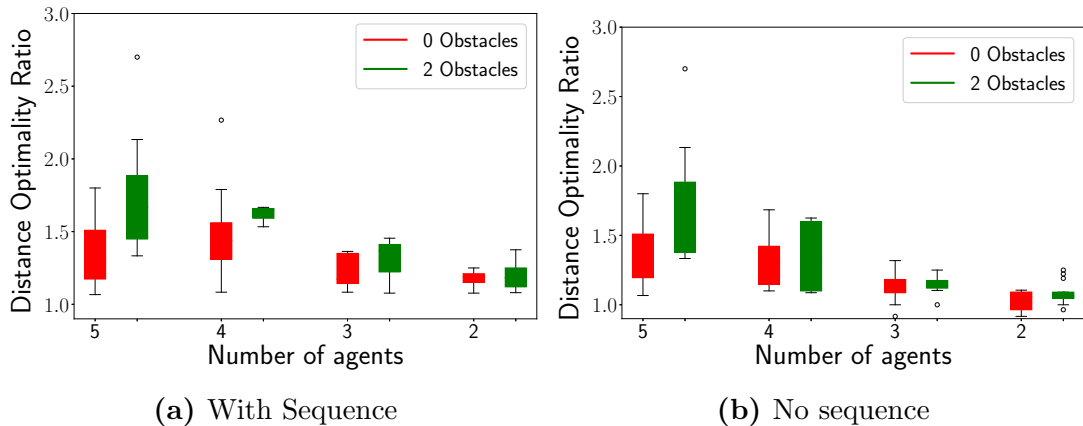 3.0
2.5
2.0
1.5
1.0
Distance Optimality Ratio
0 Obstacles
2 Obstacles
5 4 3 2
Number of agents
(a) With Sequence
3.0
2.5
2.0
1.5
1.0
Distance Optimality Ratio
0 Obstacles
2 Obstacles
5 4 3 2
Number of agents
(b) No sequence